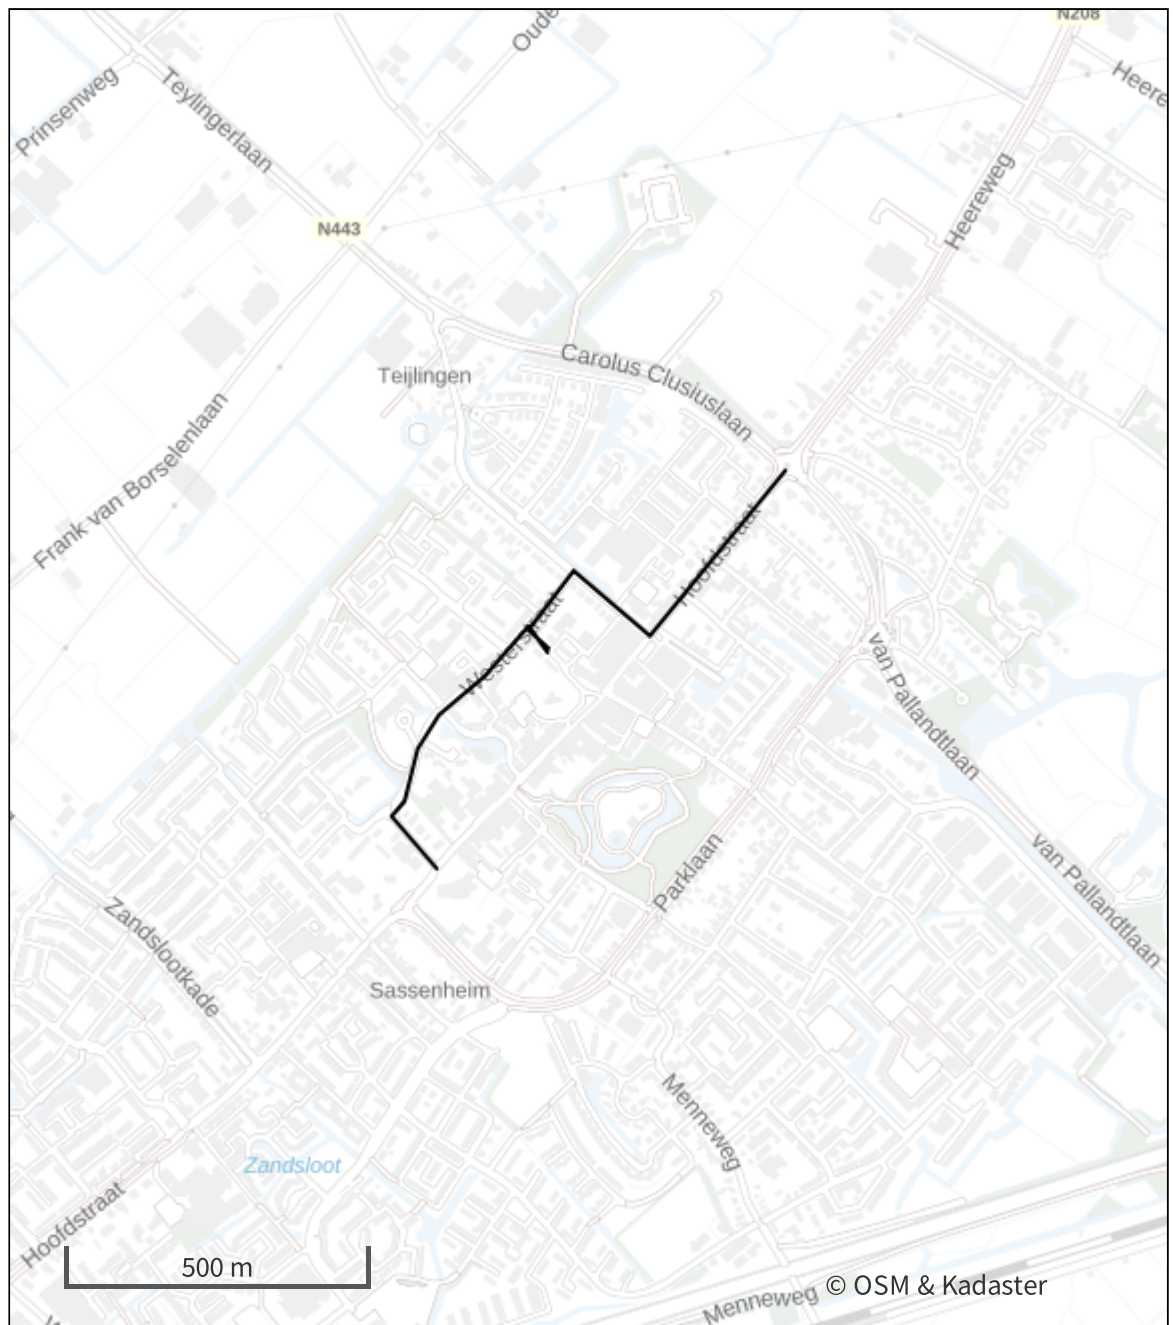 N208
Oude
Heere
Prinsenweg
Teylingerlaan
Heereweg
N443
Carolus Clusiuslaan
Teijlingen
Frank van Borselenlaan
Hoofdstraat
Westerstraat
van Pallandtlaan
van Pallandtlaan
Parklaan
Zandslootkade
Sassenheim
Menneweg
Zandsloot
Hoofdstraat
500 m
© OSM & Kadaster
Menneweg